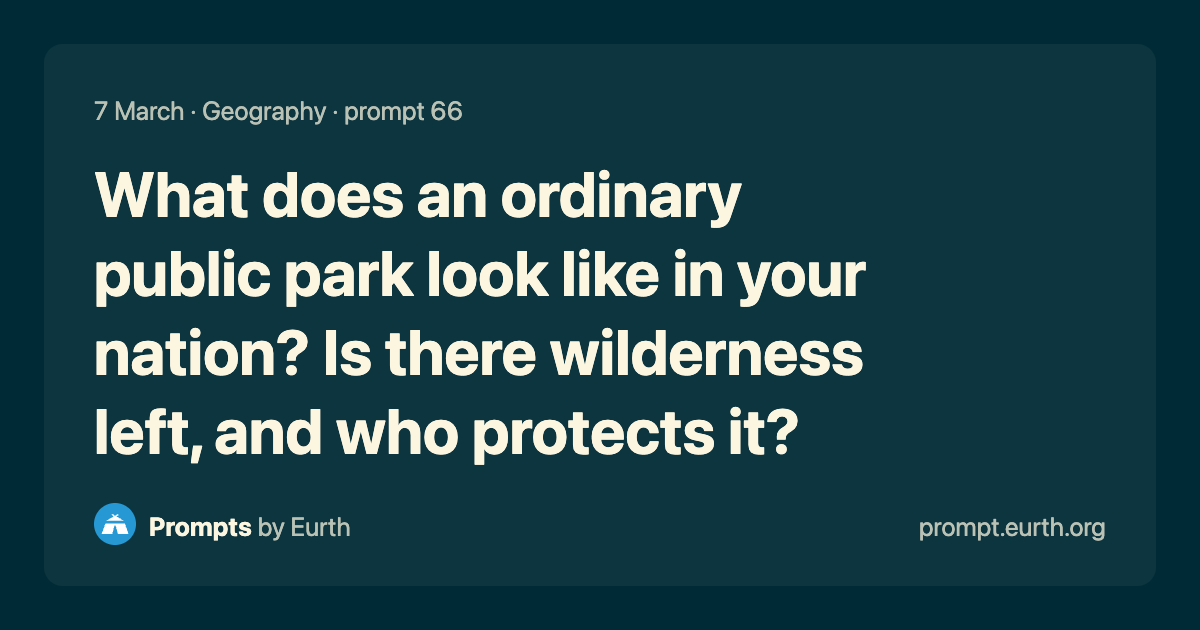 7 March · Geography · prompt 66
What does an ordinary
public park look like in your
nation? Is there wilderness
left, and who protects it?
Prompts by Eurth
prompt.eurth.org